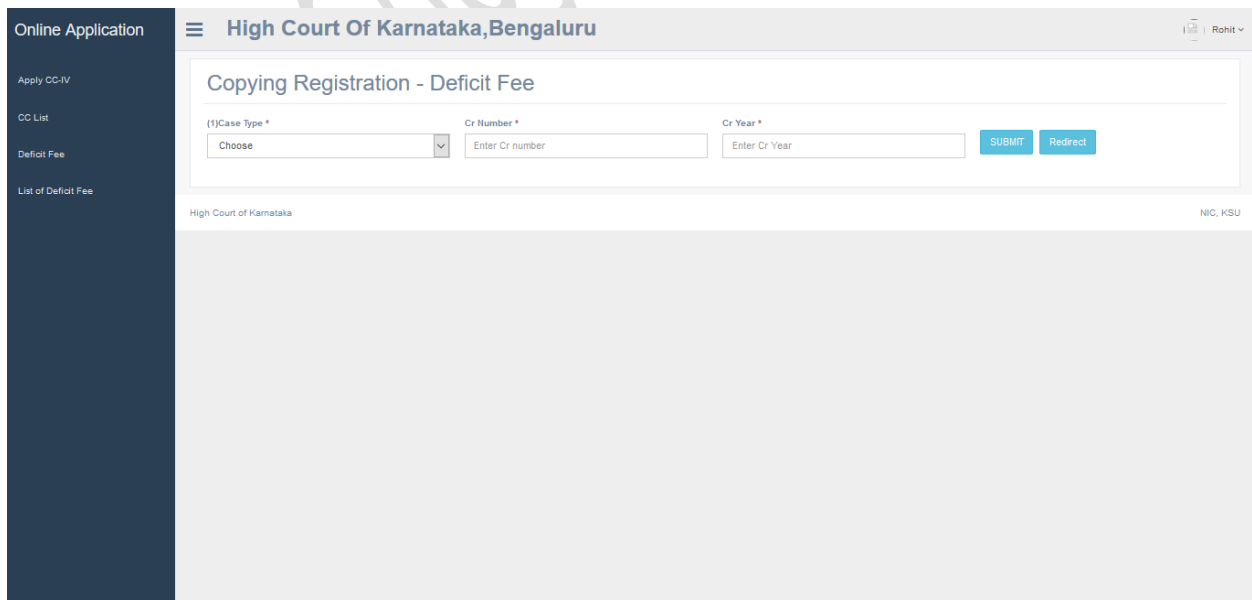 Online Application
High Court Of Karnataka,Bengaluru
Rohit
Apply CC-IV
CC List
Deficit Fee
List of Deficit Fee
Copying Registration - Deficit Fee
(1)Case Type * Cr Number * Cr Year *
Choose Enter Cr number Enter Cr Year SUBMIT Redirect
High Court of Karnataka NIC, KSU